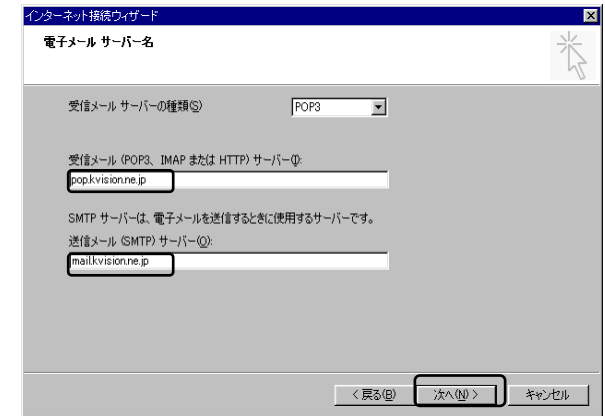 インターネット接続ウィザード
電子メール サーバー名
受信メール サーバーの種類(S)
POP3
受信メール (POP3、IMAP または HTTP) サーバー(I):
pop.kvision.ne.jp
SMTP サーバーは、電子メールを送信するときに使用するサーバーです。
送信メール (SMTP) サーバー(O):
mail.kvision.ne.jp
< 戻る(B)
次へ(N) >
キャンセル